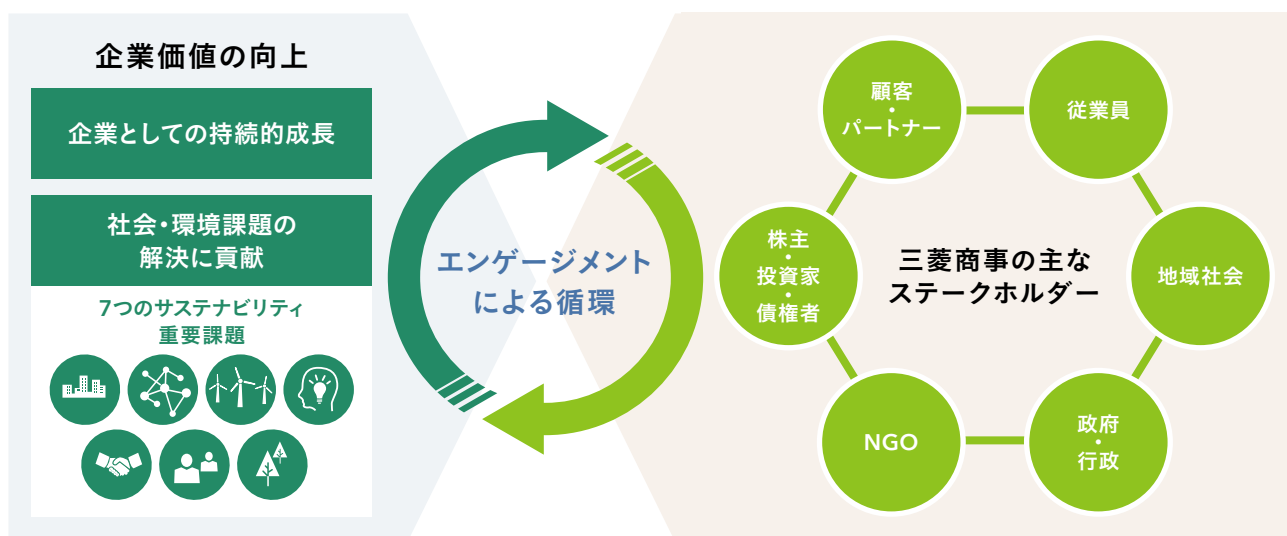 企業価値の向上
企業としての持続的成長
社会・環境課題の
解決に貢献
7つのサステナビリティ
重要課題
エンゲージメント
による循環
顧客
・
パートナー
従業員
株主
・
投資家
・
債権者
三菱商事の主な
ステークホルダー
地域社会
NGO
政府
・
行政